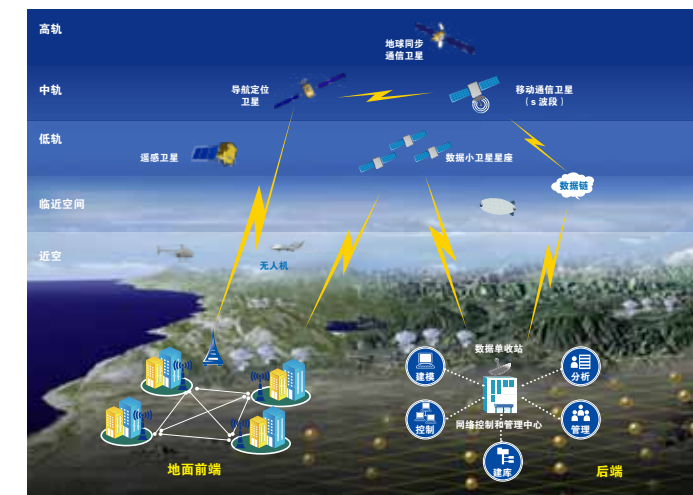 高轨
地球同步
通信卫星
中轨
导航定位
卫星
移动通信卫星
（s 波段）
低轨
遥感卫星
数据小卫星星座
数据链
临近空间
近空
无人机
数据单收站
建模
分析
控制
网络控制和管理中心
管理
建库
地面前端
后端